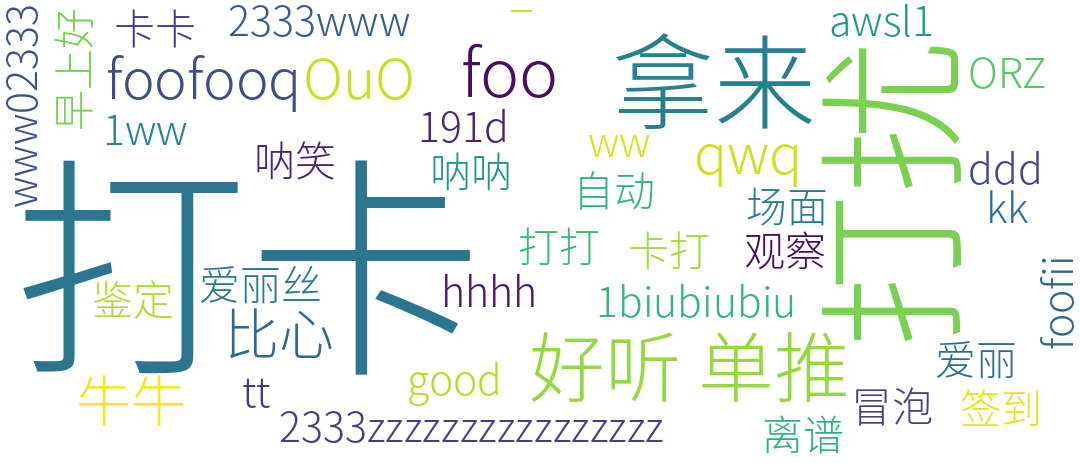 www02333
早上好
卡卡
2333www
一
foofooq
OuO
foo
拿来
打扰
awsl1
ORZ
1ww
191d
呐笑
呐呐
ww
qwq
ddd
自动
场面
kk
打卡
打打
卡打
观察
鉴定
爱丽丝
hhhh
1biubiubiu
foofii
比心
好听
单推
爱丽
牛牛
tt
good
冒泡
签到
2333zzzzzzzzzzzzzzzz
离谱